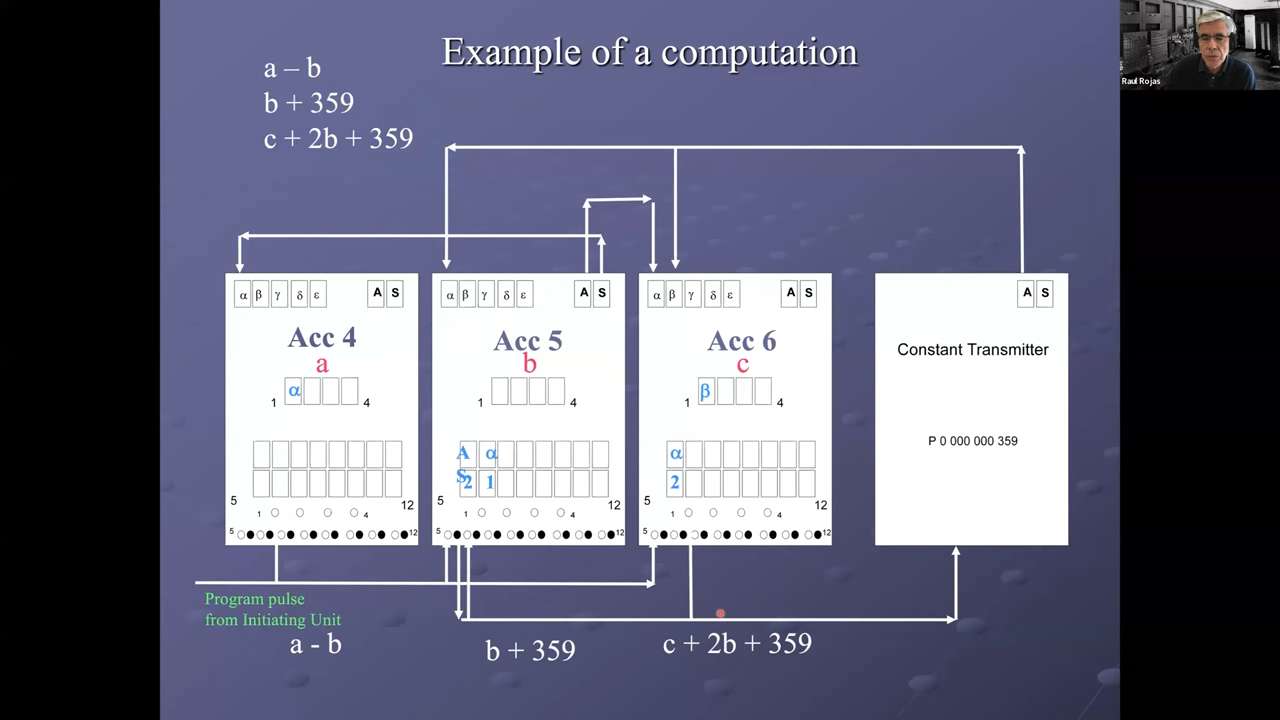 Example of a computation
Raul Rojas
a – b
b + 359
c + 2b + 359
α β γ δ ε A S
Acc 4
a
α
1 4
5 12
1 4
5 12
α β γ δ ε A S
Acc 5
b
1 4
A α
S 2 1
5 12
1 4
5 12
α β γ δ ε A S
Acc 6
c
β
1 4
α
2
5 12
1 4
5 12
A S
Constant Transmitter
P 0 000 000 359
Program pulse
from Initiating Unit
a - b
b + 359
c + 2b + 359